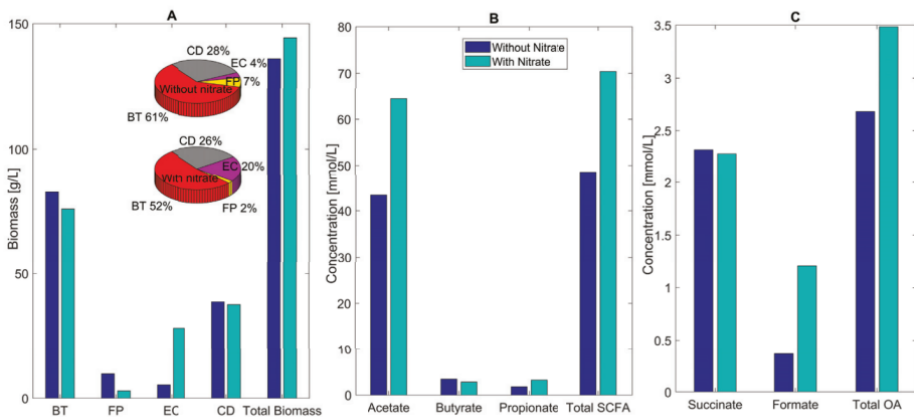 A
150
100
50
0
Biomass [g/L]
CD 28%
EC 4%
FP 7%
Without nitrate
BT 61%
CD 26%
EC 20%
With nitrate
BT 52%
FP 2%
BT FP EC CD Total Biomass
B
80
70
60
50
40
30
20
10
0
Concentration [mmol/L]
Without Nitrate
With Nitrate
Acetate Butyrate Propionate Total SCFA
C
3.5
3
2.5
2
1.5
1
0.5
0
Concentration [mmol/L]
Succinate Formate Total OA